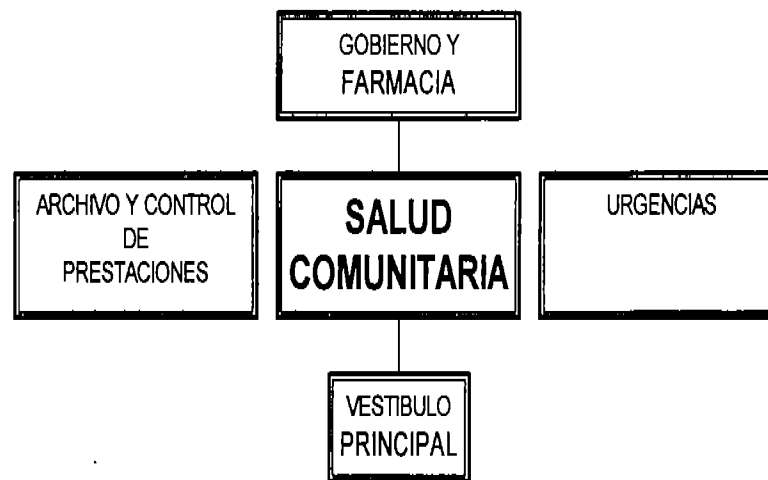 GOBIERNO Y
FARMACIA
ARCHIVO Y CONTROL
DE
PRESTACIONES
SALUD
COMUNITARIA
URGENCIAS
VESTIBULO
PRINCIPAL